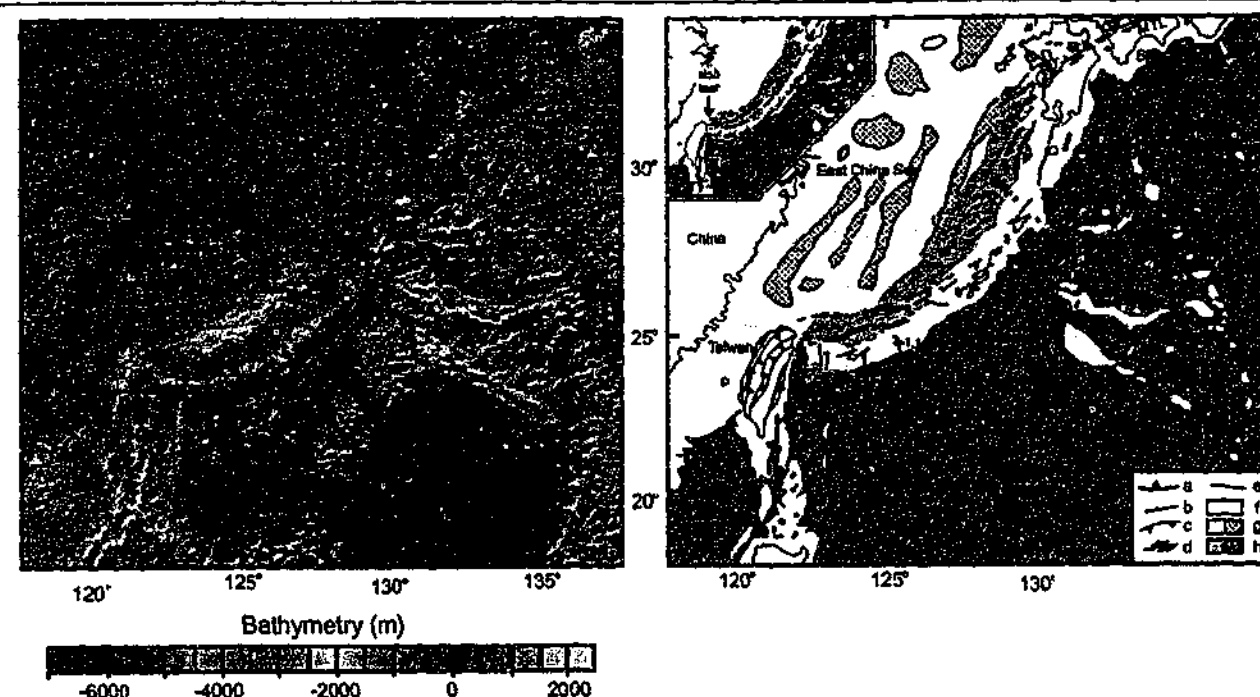 30°
East China
China
25°
Taiwan
20°
a
b
c
d
e
f
g
h
120° 125° 130° 135°
120° 125° 130°
Bathymetry (m)
-6000 -4000 -2000 0 2000